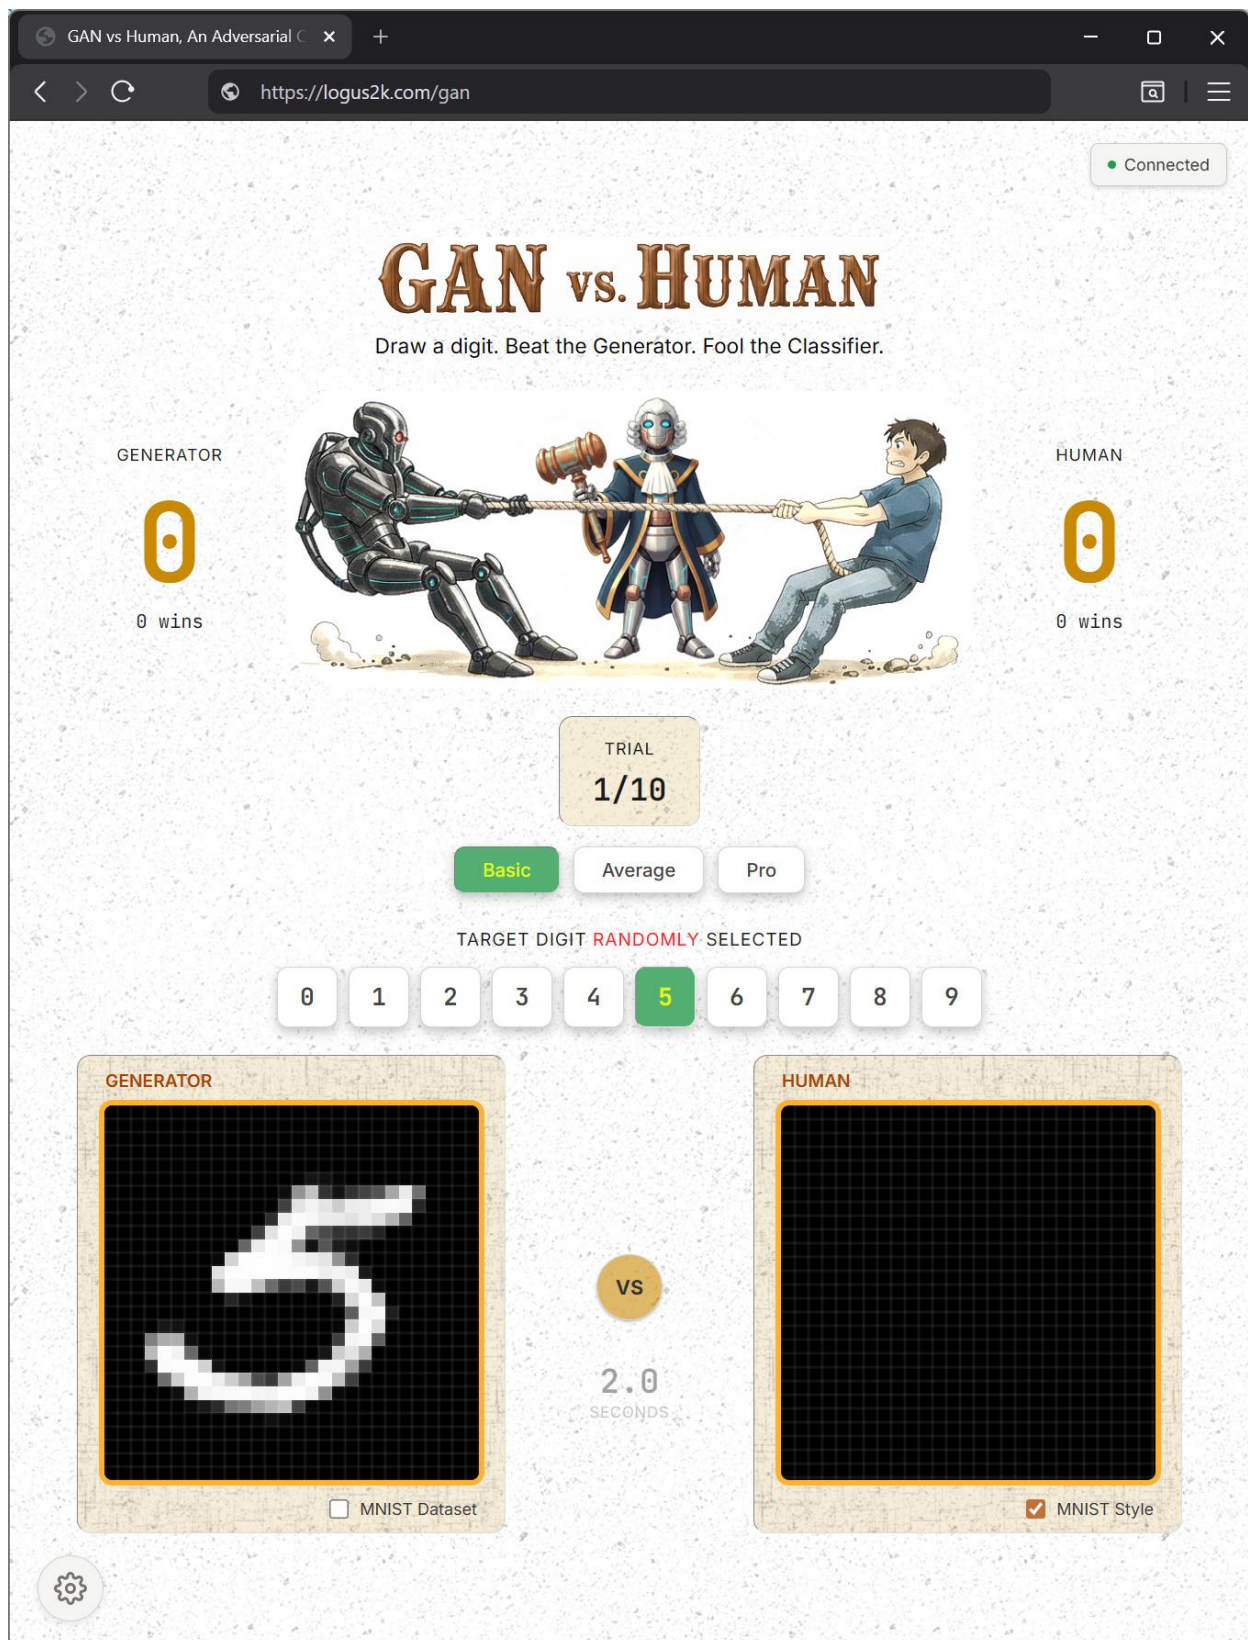 GAN vs Human, An Adversarial C
https://logus2k.com/gan
Connected
GAN VS. HUMAN
Draw a digit. Beat the Generator. Fool the Classifier.
GENERATOR
0
0 wins
HUMAN
0
0 wins
TRIAL
1/10
Basic Average Pro
TARGET DIGIT RANDOMLY SELECTED
0 1 2 3 4 5 6 7 8 9
GENERATOR
5
MNIST Dataset
VS
2.0
SECONDS
HUMAN
MNIST Style